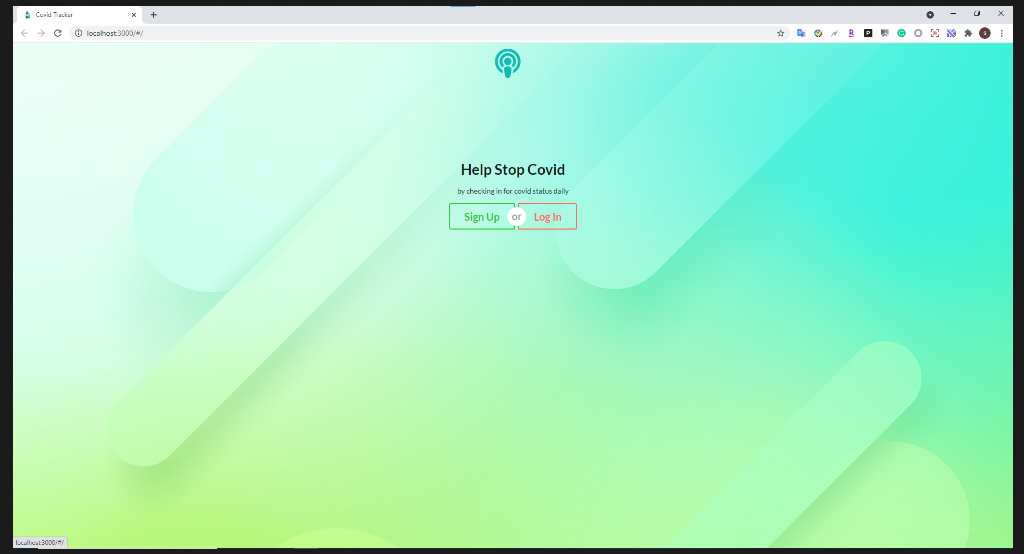 Covid Tracker
localhost:3000/#/
Help Stop Covid
by checking in for covid status daily
Sign Up or Log In
localhost:3000/#/